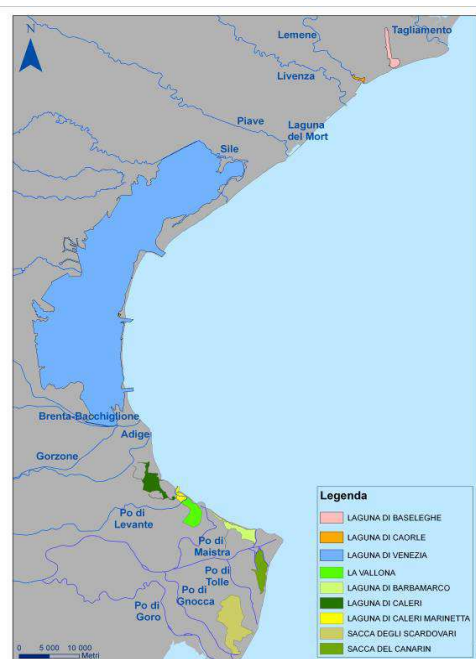 N
Lemene
Tagliamento
Livenza
Piave
Laguna
del Mort
Sile
Brenta-Bacchiglione
Adige
Gorzone
Po di
Levante
Po di
Maistra
Po di
Tolle
Po di
Gnocca
Po di
Goro
0 5 000 10 000
Metri
Legenda
LAGUNA DI BASELEGHE
LAGUNA DI CAORLE
LAGUNA DI VENEZIA
LA VALLONA
LAGUNA DI BARBAMARCO
LAGUNA DI CALERI
LAGUNA DI CALERI MARINETTA
SACCA DEGLI SCARDOVARI
SACCA DEL CANARIN